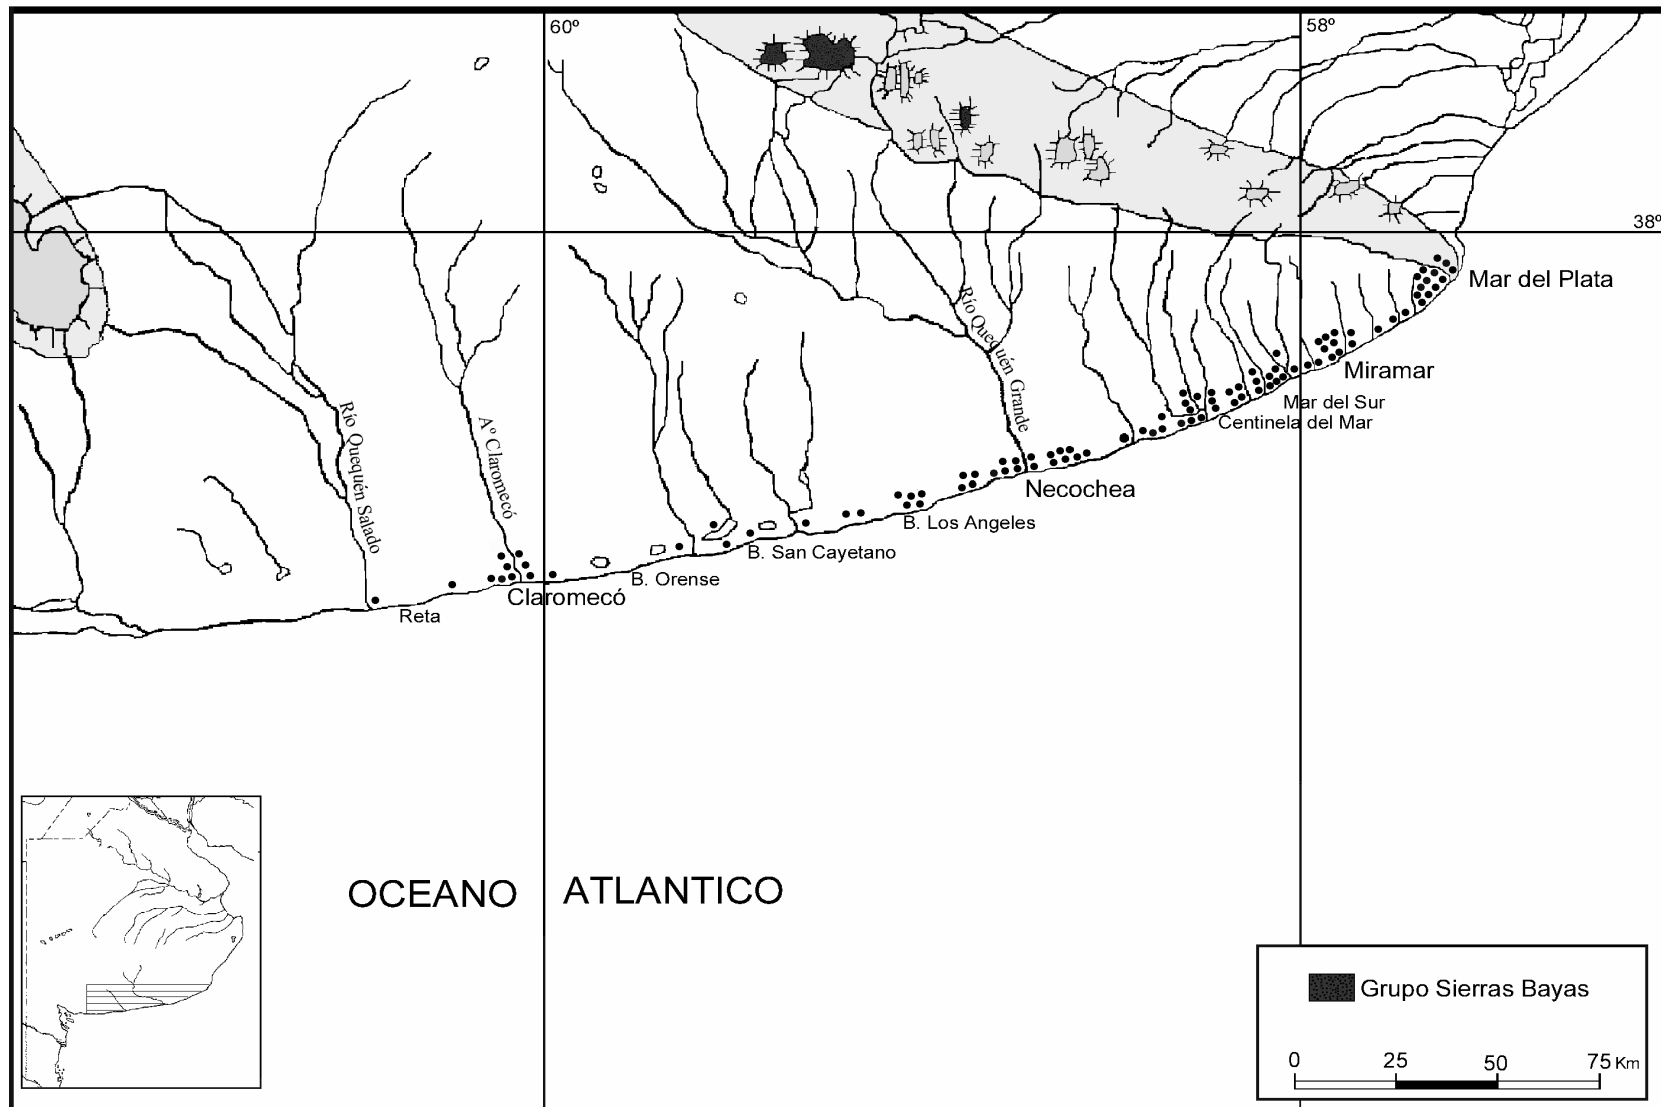 60º
58º
38º
Mar del Plata
Río Quequén Grande
Miramar
Mar del Sur
Centinela del Mar
Río Quequén Salado
Aº Claromecó
Necochea
B. Los Angeles
B. San Cayetano
B. Orense
Claromecó
Reta
OCEANO ATLANTICO
Grupo Sierras Bayas
0 25 50 75 Km